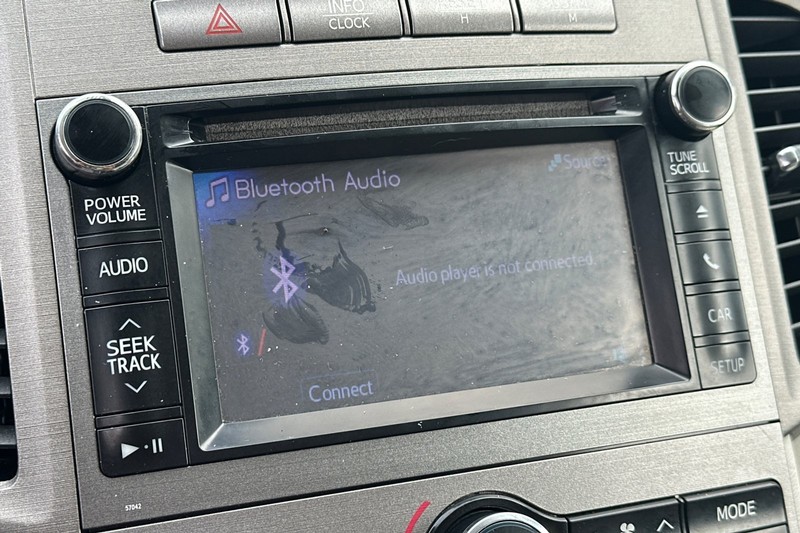 INFO
CLOCK
H
M
POWER
VOLUME
AUDIO
SEEK
TRACK
57042
Bluetooth Audio
Source
Audio player is not connected.
Connect
TUNE
SCROLL
CAR
SETUP
MODE